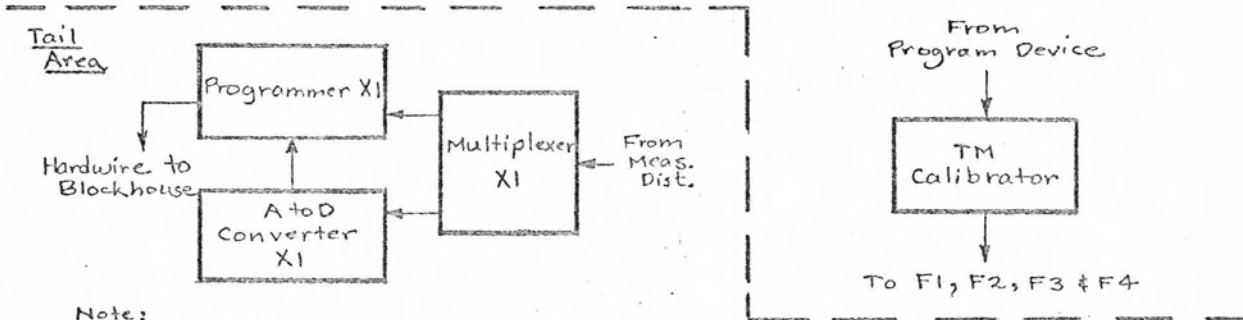 Tail
Area
Programmer X1
Hardwire to
Blockhouse
A to D
Converter
X1
Multiplexer
X1
From
Meas.
Dist.
Note:
From
Program Device
TM
Calibrator
To F1, F2, F3 & F4